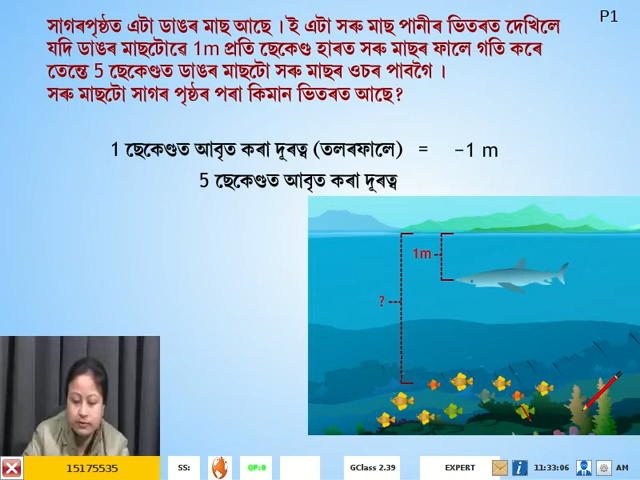 P1
সাগৰপৃষ্ঠত এটা ডাঙৰ মাছ আছে । ই এটা সৰু মাছ পানীৰ ভিতৰত দেখিলে
যদি ডাঙৰ মাছটোৱে 1m প্ৰতি ছেকেণ্ড হাৰত সৰু মাছৰ ফালে গতি কৰে
তেন্তে 5 ছেকেণ্ডত ডাঙৰ মাছটো সৰু মাছৰ ওচৰ পাবগৈ ।
সৰু মাছটো সাগৰ পৃষ্ঠৰ পৰা কিমান ভিতৰত আছে?
1 ছেকেণ্ডত আবৃত কৰা দূৰত্ব (তলৰফালে) = −1 m
5 ছেকেণ্ডত আবৃত কৰা দূৰত্ব
1m
?
15175535 SS: QP:0 GClass 2.39 EXPERT 11:33:06 AM